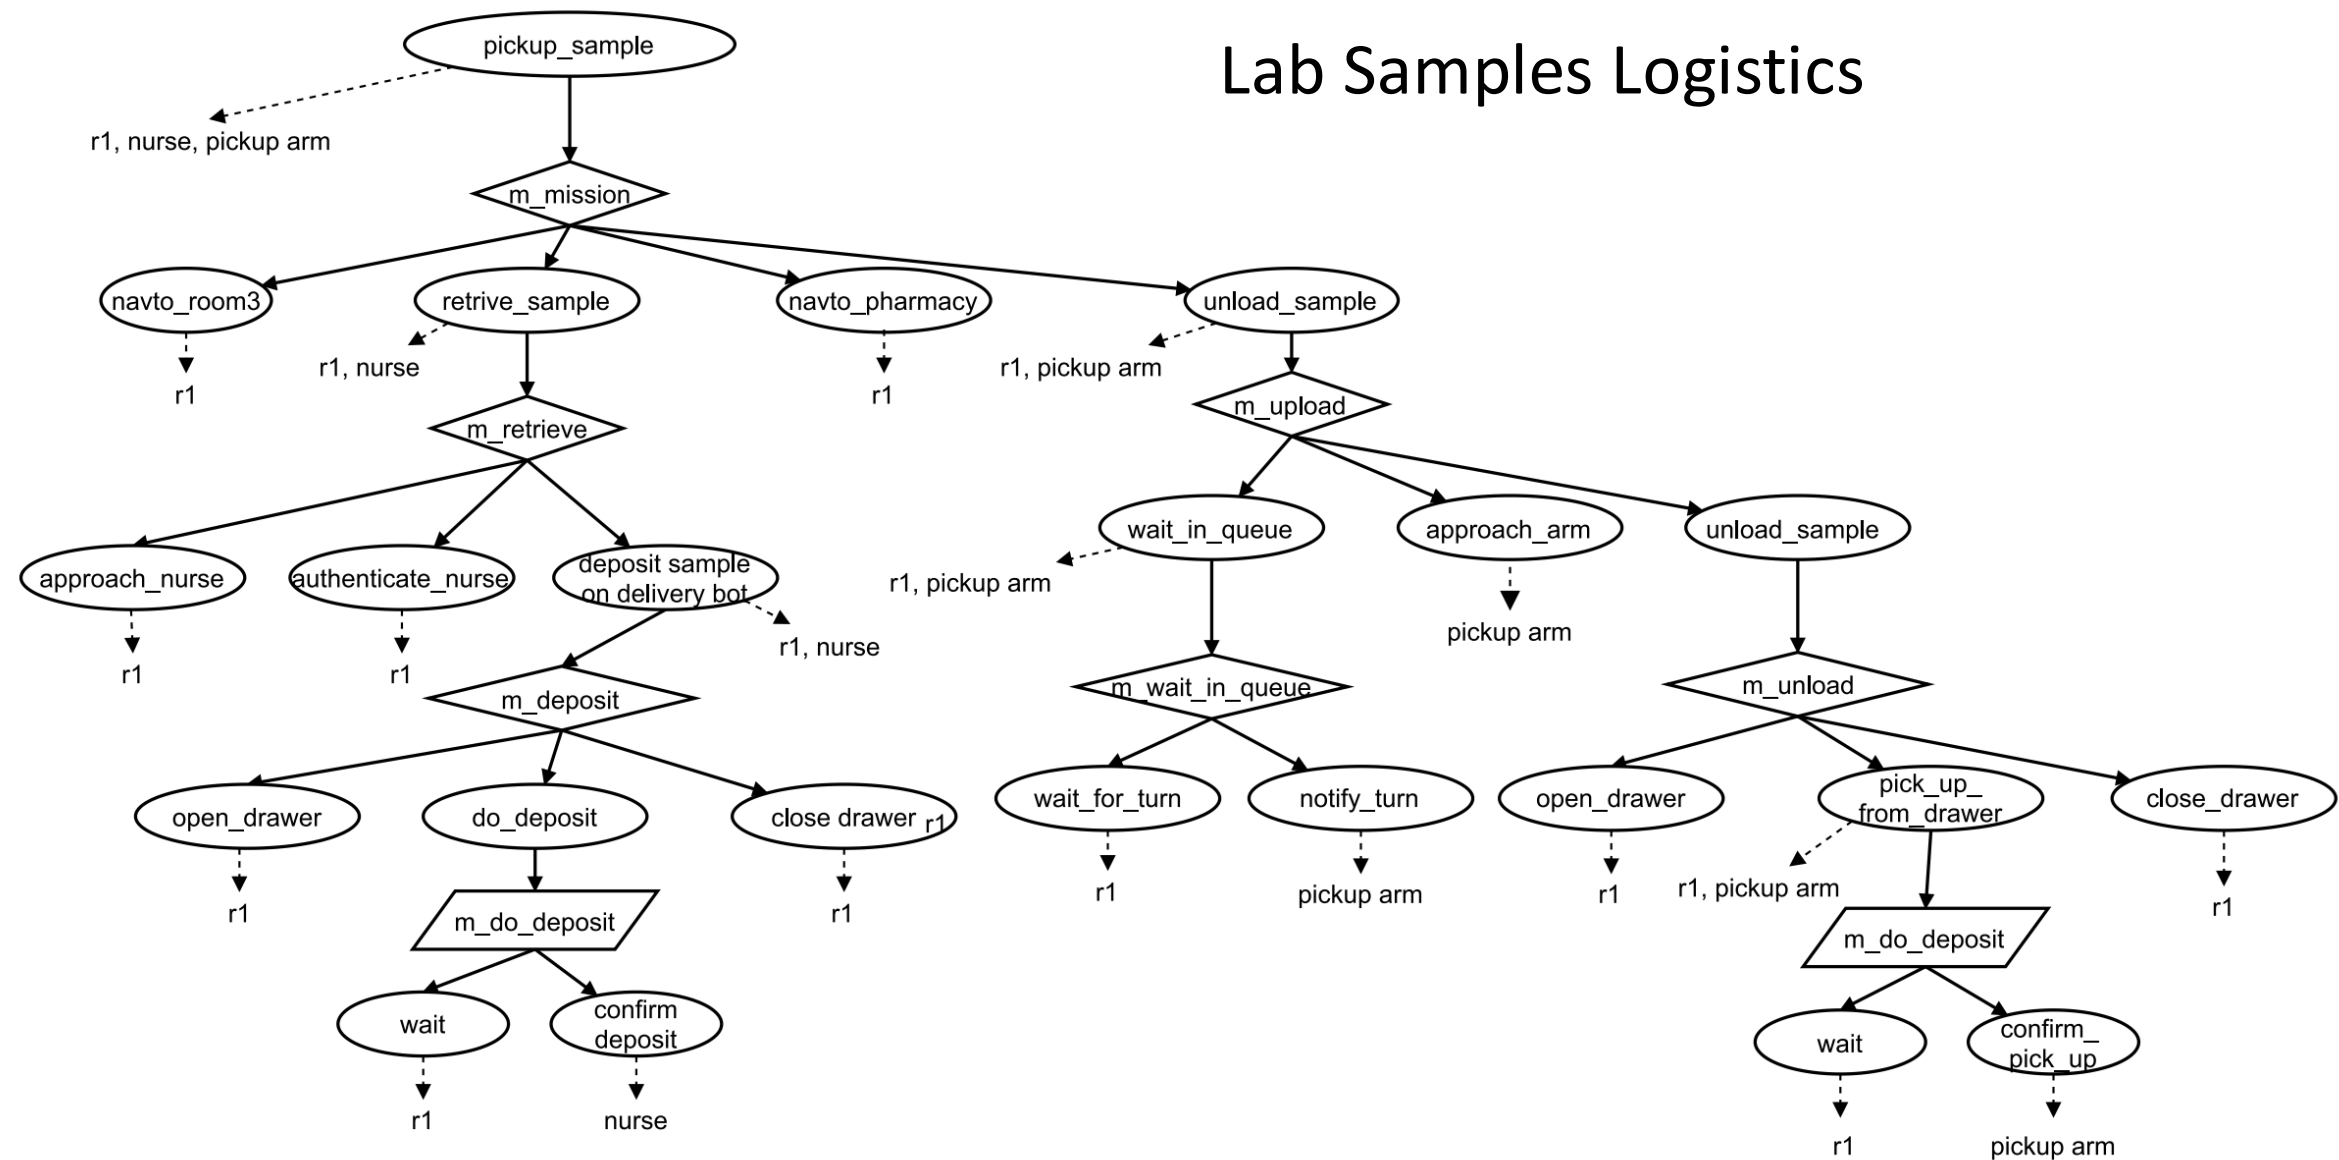 Lab Samples Logistics
pickup_sample
r1, nurse, pickup arm
m_mission
navto_room3
retrive_sample
navto_pharmacy
unload_sample
r1
r1, nurse
r1
r1, pickup arm
m_retrieve
m_upload
approach_nurse
authenticate_nurse
deposit sample
on delivery bot
wait_in_queue
approach_arm
unload_sample
r1
r1
r1, nurse
r1, pickup arm
pickup arm
m_deposit
m_wait_in_queue
m_unload
open_drawer
do_deposit
close drawer
r1
wait_for_turn
notify_turn
open_drawer
pick_up_
from_drawer
close_drawer
r1
r1
r1
pickup arm
r1
r1, pickup arm
r1
m_do_deposit
m_do_deposit
wait
confirm
deposit
wait
confirm_
pick_up
r1
nurse
r1
pickup arm